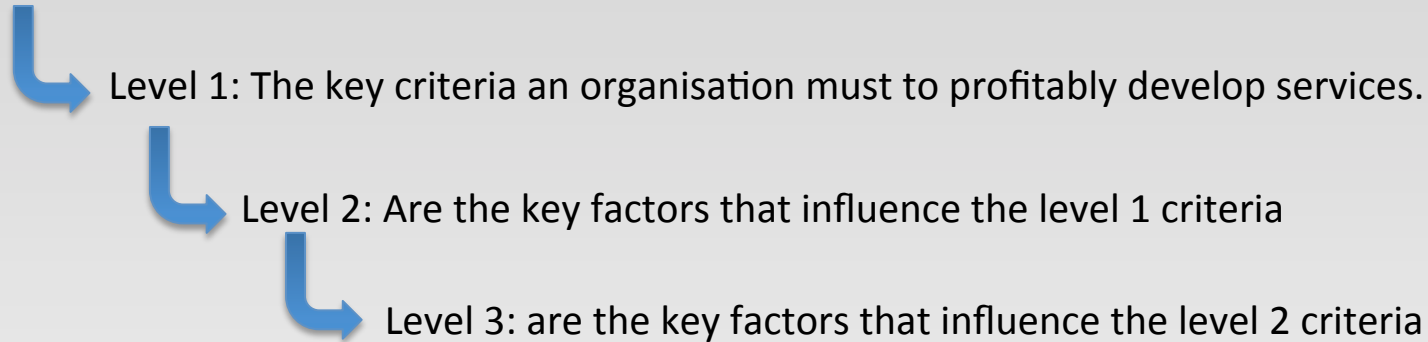 Level 1: The key criteria an organisation must to profitably develop services.
Level 2: Are the key factors that influence the level 1 criteria
Level 3: are the key factors that influence the level 2 criteria